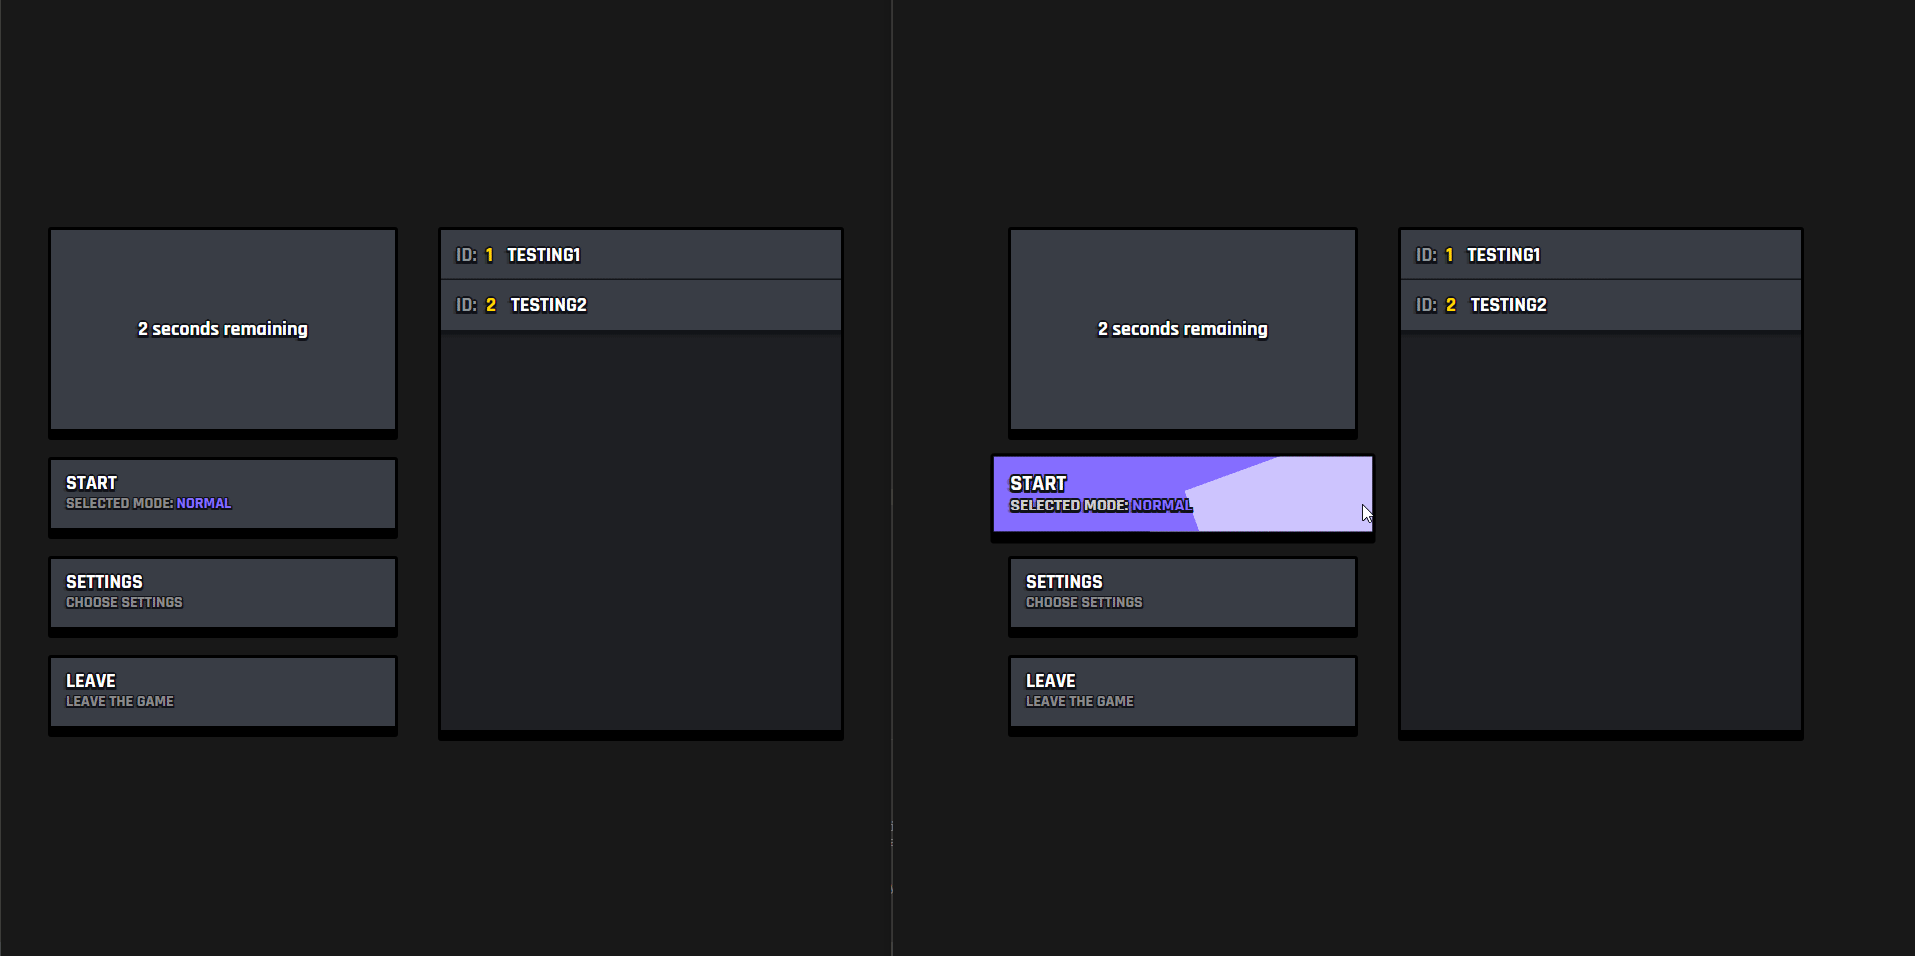 2 seconds remaining
START
SELECTED MODE: NORMAL
SETTINGS
CHOOSE SETTINGS
LEAVE
LEAVE THE GAME
ID: 1 TESTING1
ID: 2 TESTING2
2 seconds remaining
START
SELECTED MODE: NORMAL
SETTINGS
CHOOSE SETTINGS
LEAVE
LEAVE THE GAME
ID: 1 TESTING1
ID: 2 TESTING2